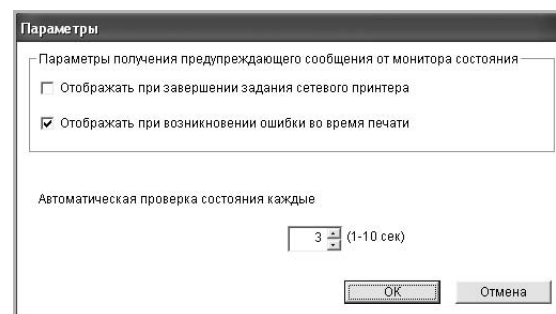 Параметры
Параметры получения предупреждающего сообщения от монитора состояния
Отображать при завершении задания сетевого принтера
Отображать при возникновении ошибки во время печати
Автоматическая проверка состояния каждые
3 (1-10 сек)
OK Отмена